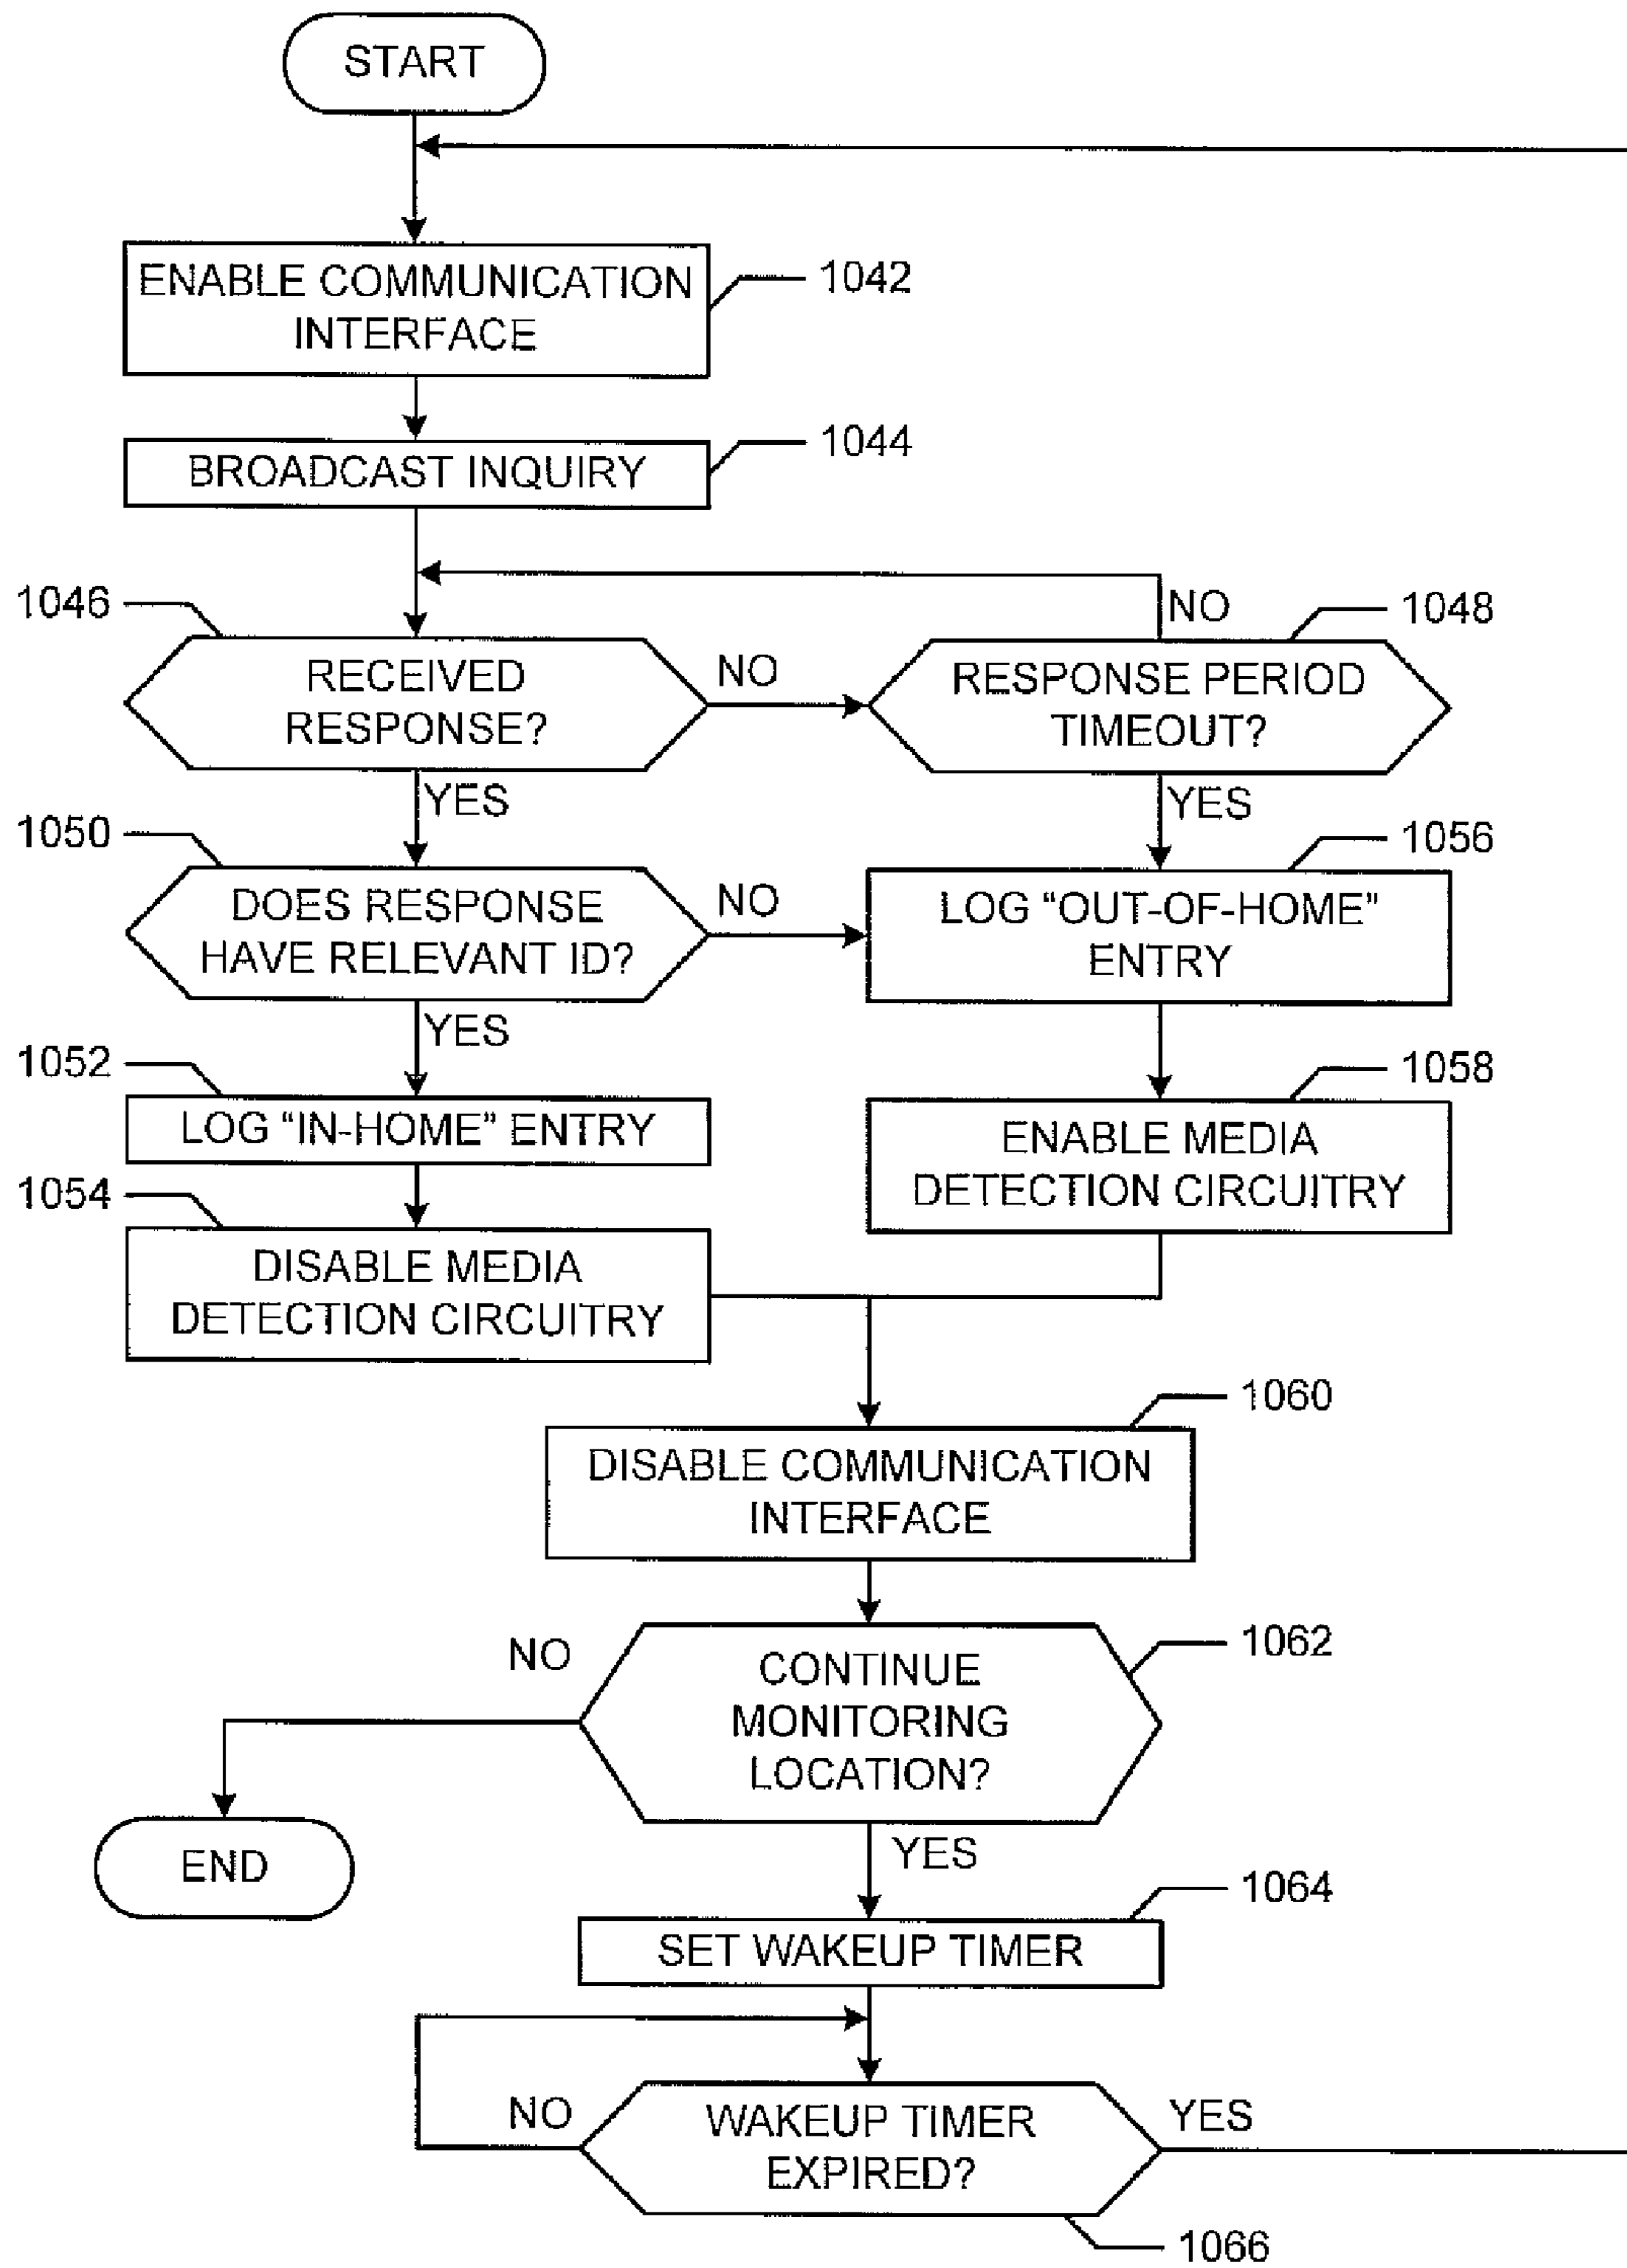 START
ENABLE COMMUNICATION
INTERFACE
1042
BROADCAST INQUIRY
1044
1046
RECEIVED
RESPONSE?
NO
YES
NO
1048
RESPONSE PERIOD
TIMEOUT?
YES
1050
DOES RESPONSE
HAVE RELEVANT ID?
NO
YES
1056
LOG “OUT-OF-HOME”
ENTRY
1052
LOG “IN-HOME” ENTRY
1058
ENABLE MEDIA
DETECTION CIRCUITRY
1054
DISABLE MEDIA
DETECTION CIRCUITRY
1060
DISABLE COMMUNICATION
INTERFACE
1062
CONTINUE
MONITORING
LOCATION?
NO
END
YES
1064
SET WAKEUP TIMER
NO
WAKEUP TIMER
EXPIRED?
YES
1066